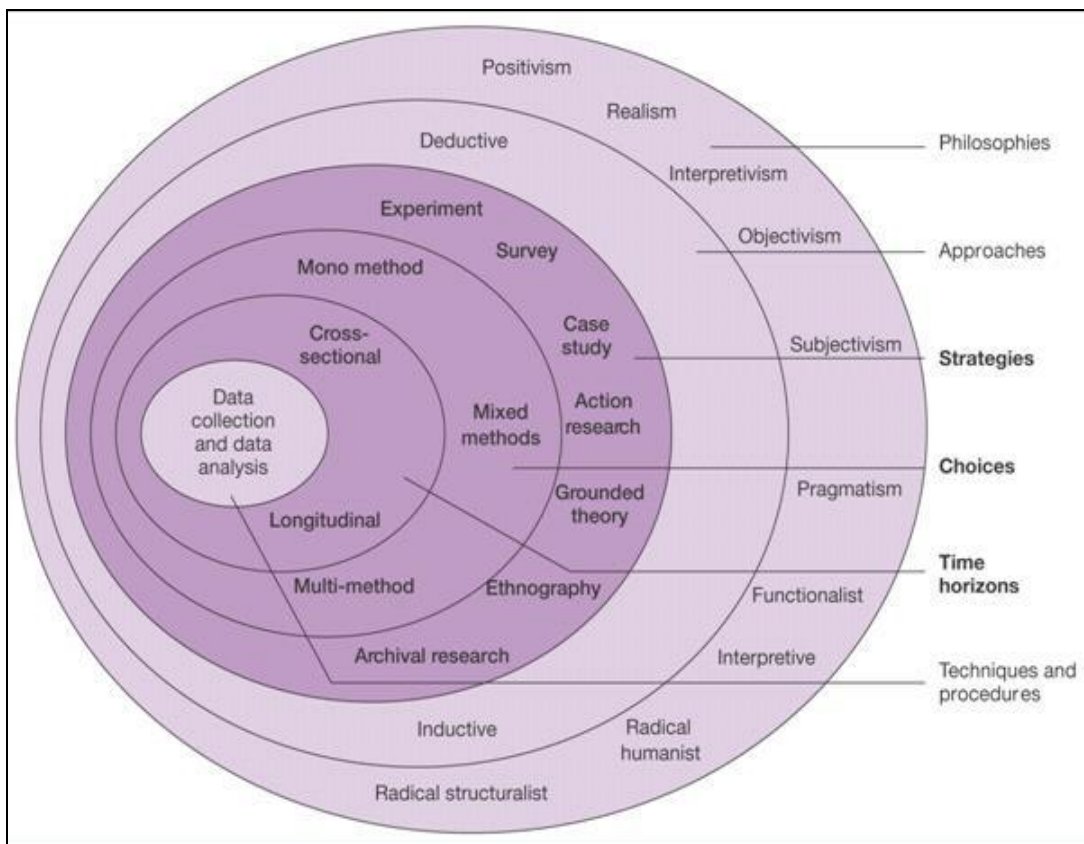 Positivism
Realism
Philosophies
Deductive
Interpretivism
Experiment
Objectivism
Survey
Approaches
Mono method
Case
study
Cross-
sectional
Subjectivism
Strategies
Data
collection
and data
analysis
Mixed
methods
Action
research
Choices
Pragmatism
Grounded
theory
Longitudinal
Time
horizons
Multi-method
Ethnography
Functionalist
Archival research
Interpretive
Techniques and
procedures
Inductive
Radical
humanist
Radical structuralist